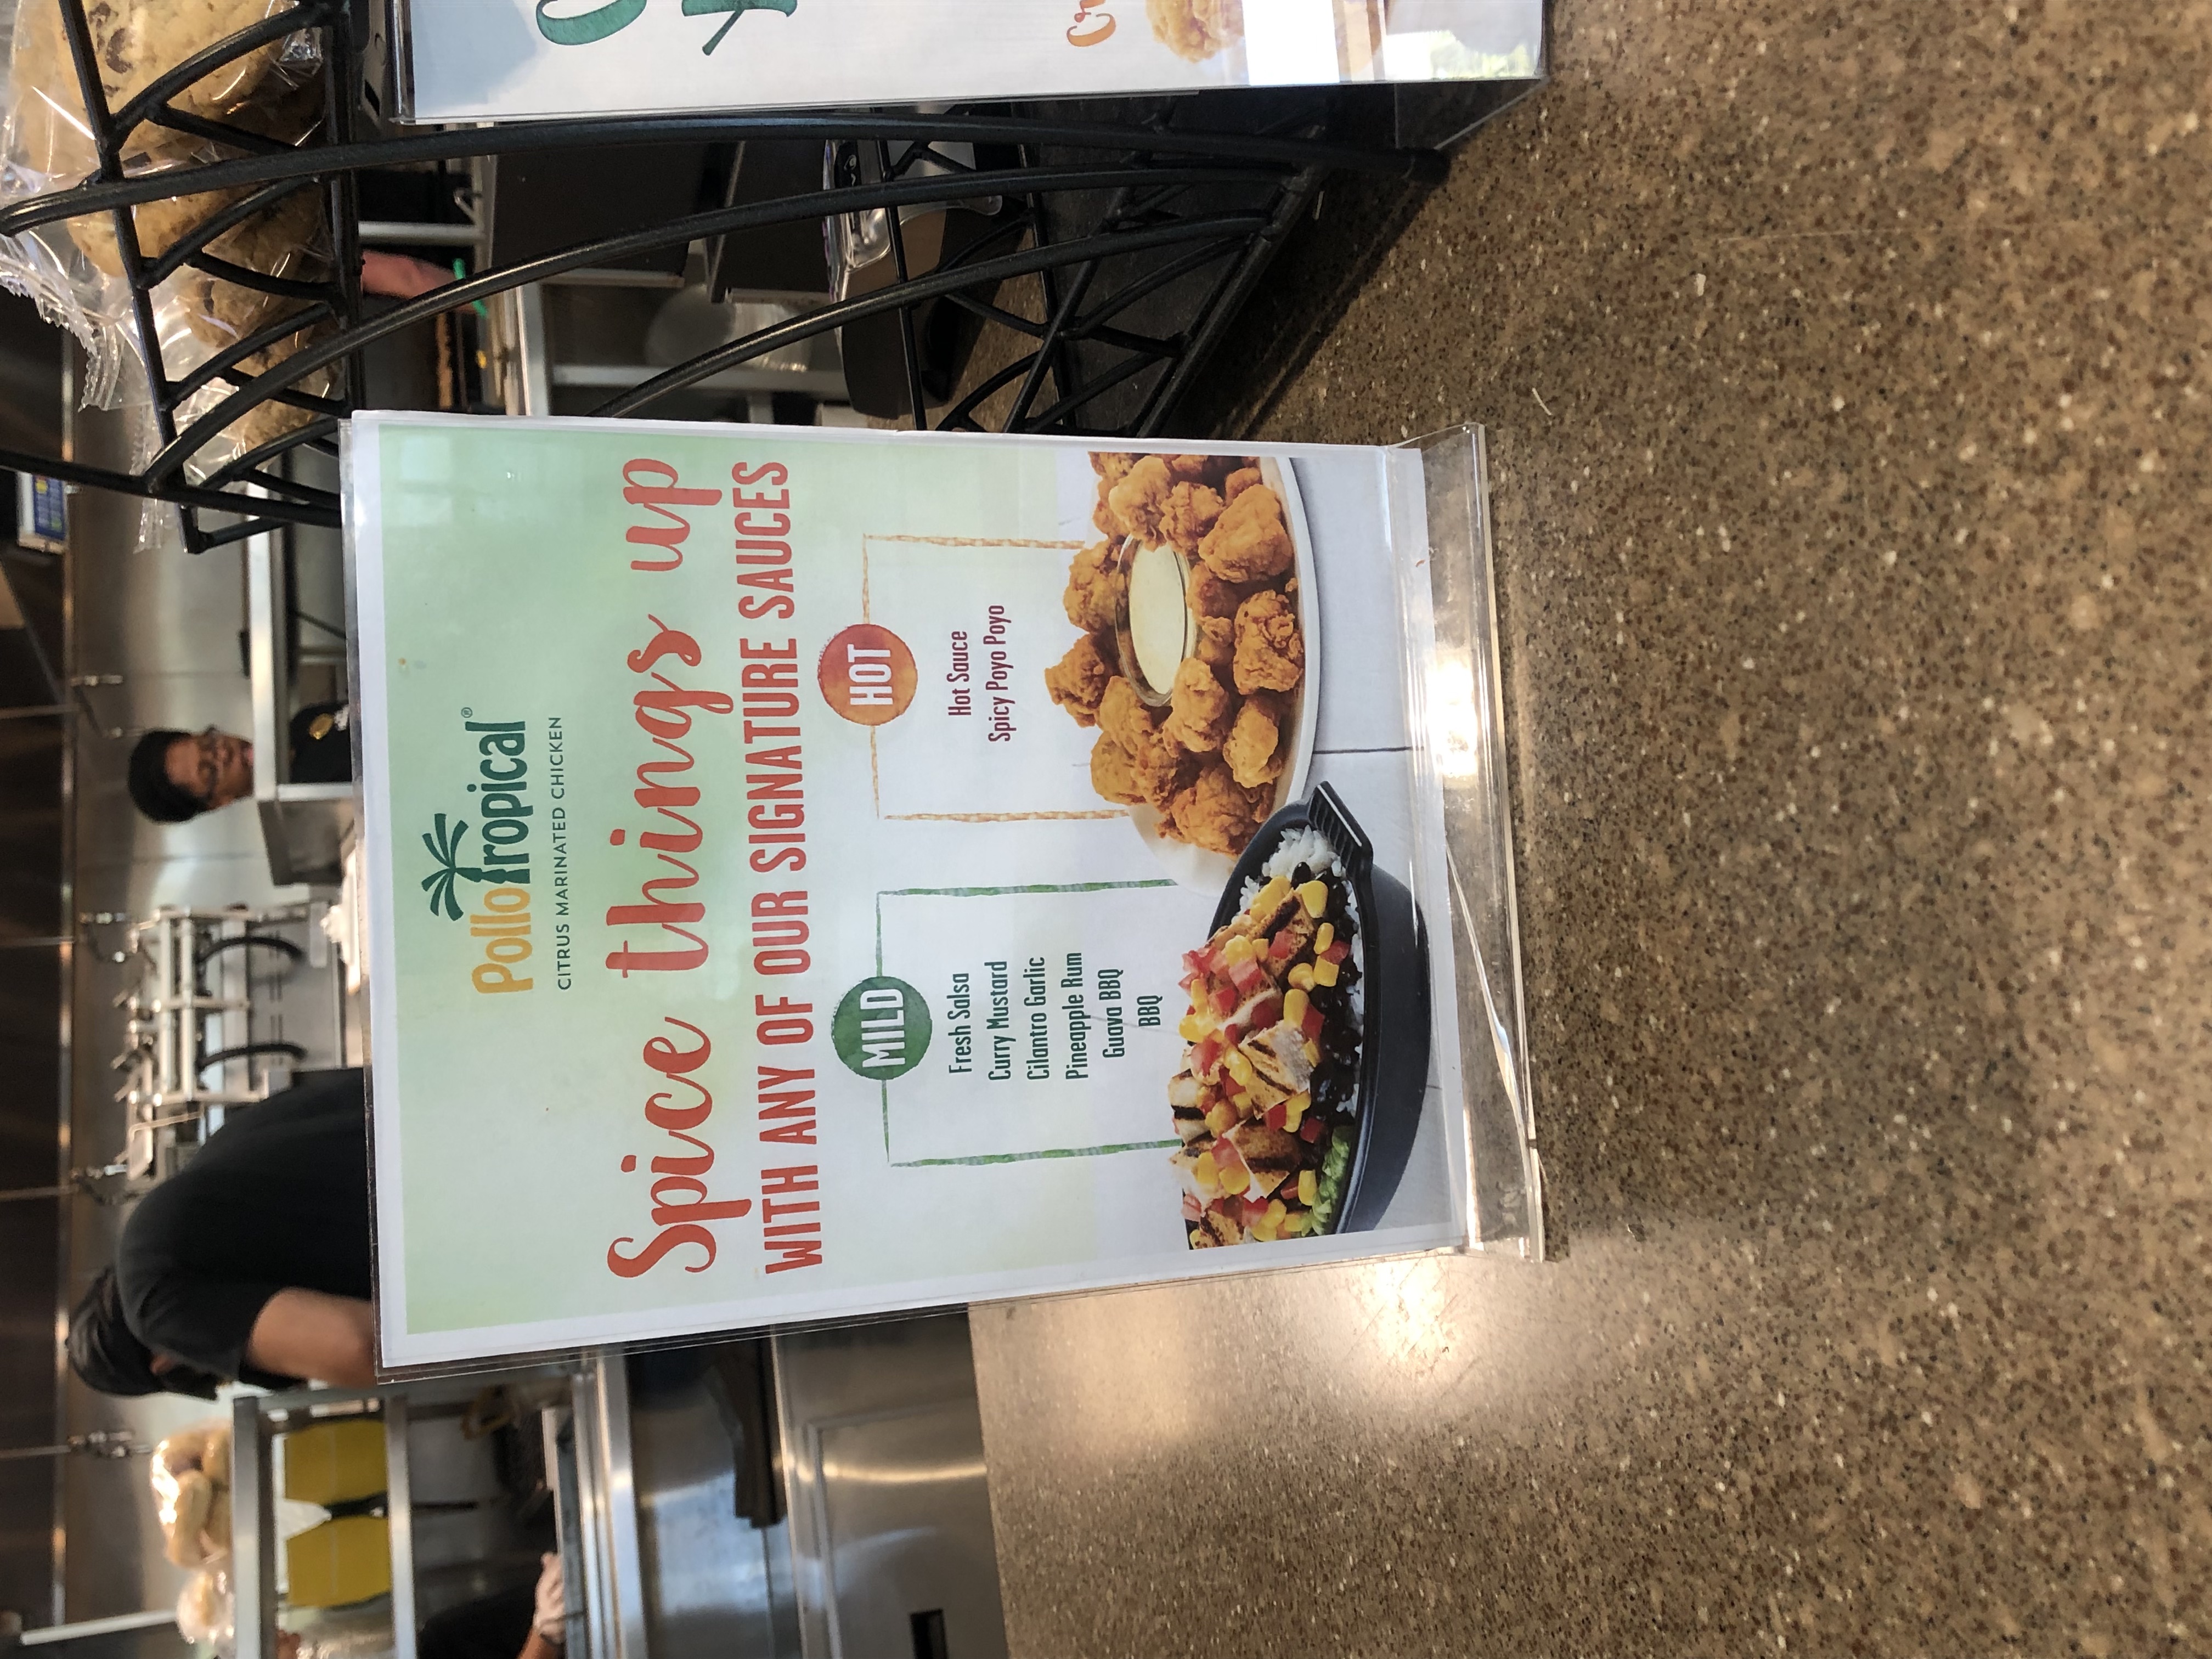 PolloTropical®
CITRUS MARINATED CHICKEN
Spice things up
WITH ANY OF OUR SIGNATURE SAUCES
MILD
Fresh Salsa
Curry Mustard
Cilantro Garlic
Pineapple Rum
Guava BBQ
BBQ
HOT
Hot Sauce
Spicy Poyo Poyo